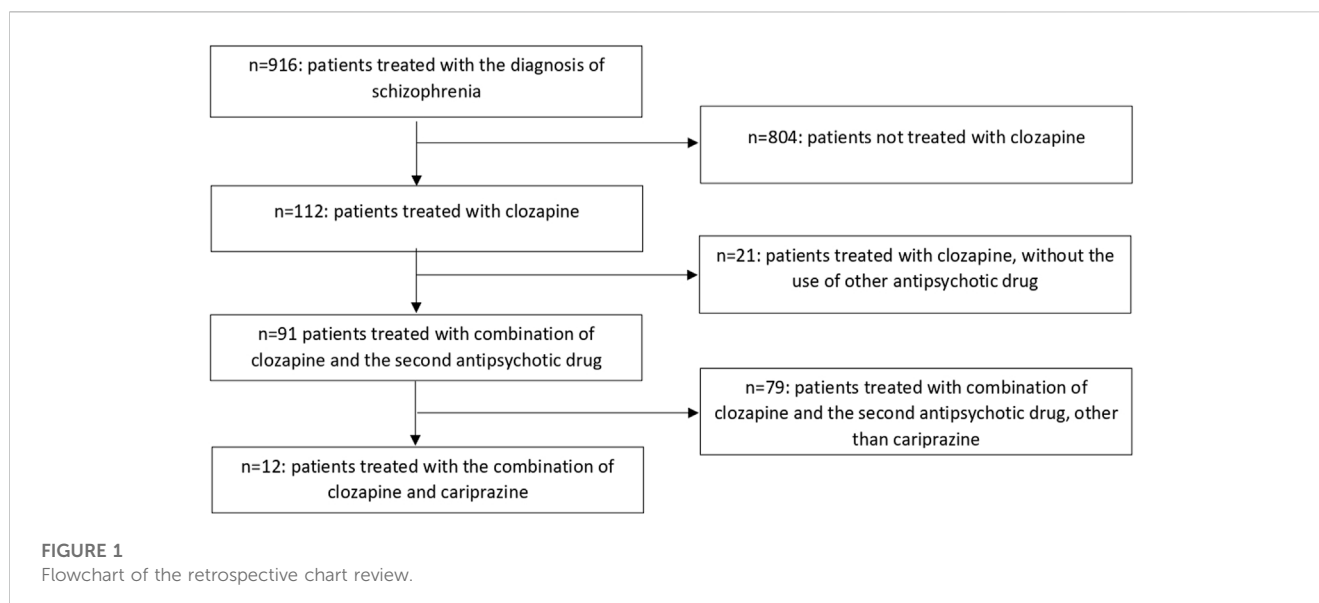 n=916: patients treated with the diagnosis of
schizophrenia
n=804: patients not treated with clozapine
n=112: patients treated with clozapine
n=21: patients treated with clozapine, without the
use of other antipsychotic drug
n=91 patients treated with combination of
clozapine and the second antipsychotic drug
n=79: patients treated with combination of
clozapine and the second antipsychotic drug, other
than cariprazine
n=12: patients treated with the combination of
clozapine and cariprazine
FIGURE 1
Flowchart of the retrospective chart review.